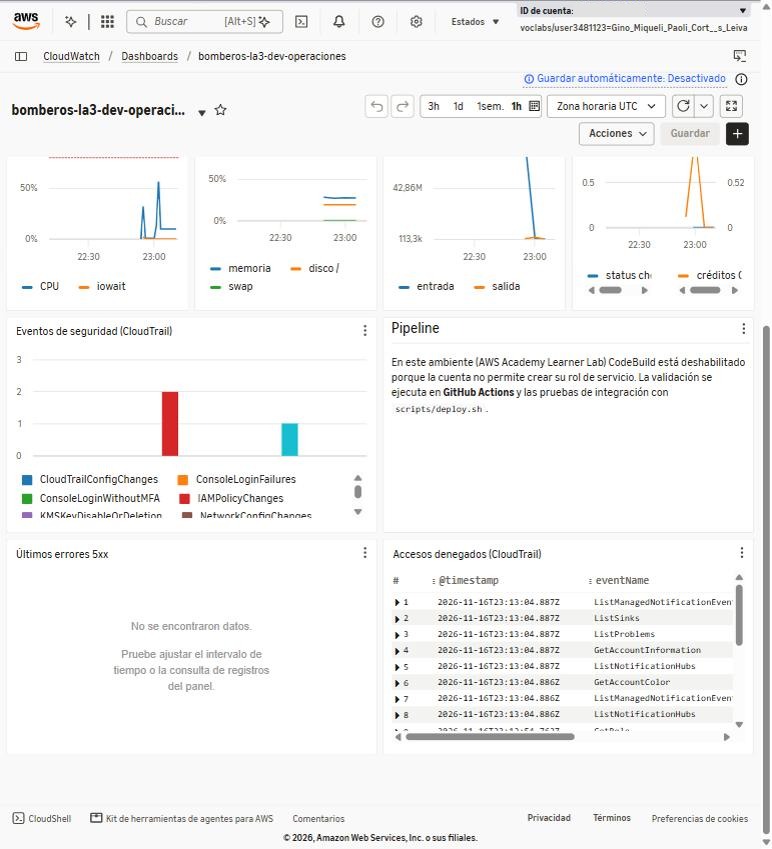 aws
Buscar
[Alt+S]
Estados
ID de cuenta:
voclabs/user3481123=Gino_Miqueli_Paoli_Cort__s_Leiva
CloudWatch / Dashboards / bomberos-la3-dev-operaciones
Guardar automáticamente: Desactivado
bomberos-la3-dev-operaci...
3h 1d 1sem. 1h
Zona horaria UTC
Acciones
Guardar
50%
0%
22:30 23:00
CPU iowait
50%
0%
22:30 23:00
memoria disco /
swap
42,86M
113,3k
22:30 23:00
entrada salida
0.5 0.52
0 0
22:30 23:00
status ch créditos
Eventos de seguridad (CloudTrail)
3
2
1
0
CloudTrailConfigChanges ConsoleLoginFailures
ConsoleLoginWithoutMFA IAMPolicyChanges
KMSKeyDisableOrDeletion NetworkConfigChanges
Pipeline
En este ambiente (AWS Academy Learner Lab) CodeBuild está deshabilitado
porque la cuenta no permite crear su rol de servicio. La validación se
ejecuta en GitHub Actions y las pruebas de integración con
scripts/deploy.sh .
Últimos errores 5xx
No se encontraron datos.
Pruebe ajustar el intervalo de
tiempo o la consulta de registros
del panel.
Accesos denegados (CloudTrail)
# @timestamp eventName
1 2026-11-16T23:13:04.887Z ListManagedNotificationEven
2 2026-11-16T23:13:04.887Z ListSinks
3 2026-11-16T23:13:04.887Z ListProblems
4 2026-11-16T23:13:04.887Z GetAccountInformation
5 2026-11-16T23:13:04.887Z ListNotificationHubs
6 2026-11-16T23:13:04.886Z GetAccountColor
7 2026-11-16T23:13:04.886Z ListManagedNotificationEven
8 2026-11-16T23:13:04.886Z ListNotificationHubs
CloudShell
Kit de herramientas de agentes para AWS
Comentarios
Privacidad
Términos
Preferencias de cookies
© 2026, Amazon Web Services, Inc. o sus filiales.